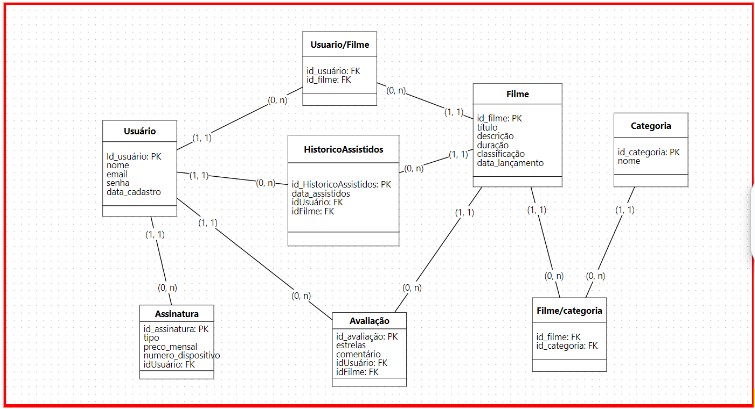 Usuario/Filme
id_usuário: FK
id_filme: FK
(0, n)
(0, n)
Filme
id_filme: PK
título
descrição
duração
classificação
data_lançamento
(1, 1)
Categoria
id_categoria: PK
nome
Usuário
Id_usuário: PK
nome
email
senha
data_cadastro
(1, 1)
HistoricoAssistidos
id_HistoricoAssistidos: PK
data_assistidos
idUsuário: FK
idFilme: FK
(1, 1)
(0, n)
(0, n)
(1, 1)
(1, 1)
(1, 1)
(1, 1)
(1, 1)
(1, 1)
(0, n)
(0, n)
(0, n)
(0, n)
(0, n)
Assinatura
id_assinatura: PK
tipo
preco_mensal
numero_dispositivo
idUsuário: FK
Avaliação
id_avaliação: PK
estrelas
comentário
idUsuário: FK
idFilme: FK
Filme/categoria
id_filme: FK
id_categoria: FK